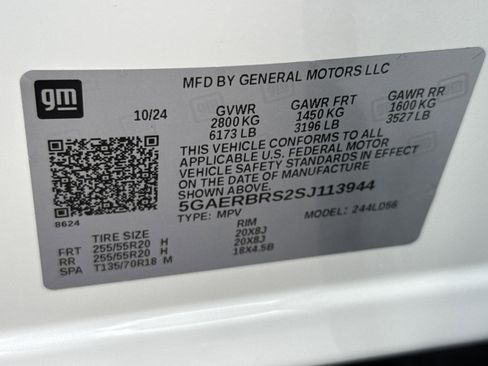 gm
MFD BY GENERAL MOTORS LLC
10/24 GVWR GAWR FRT GAWR RR
2800 KG 1450 KG 1600 KG
6173 LB 3196 LB 3527 LB
THIS VEHICLE CONFORMS TO ALL
APPLICABLE U.S. FEDERAL MOTOR
VEHICLE SAFETY STANDARDS IN EFFECT
ON THE DATE OF MANUFACTURE
SHOWN ABOVE.
5GAERBRS2SJ113944
8624 TYPE: MPV MODEL: 244LD56
TIRE SIZE RIM
FRT 255/55R20 H 20X8J
RR 255/55R20 H 20X8J
SPA T135/70R18 M 18X4.5B